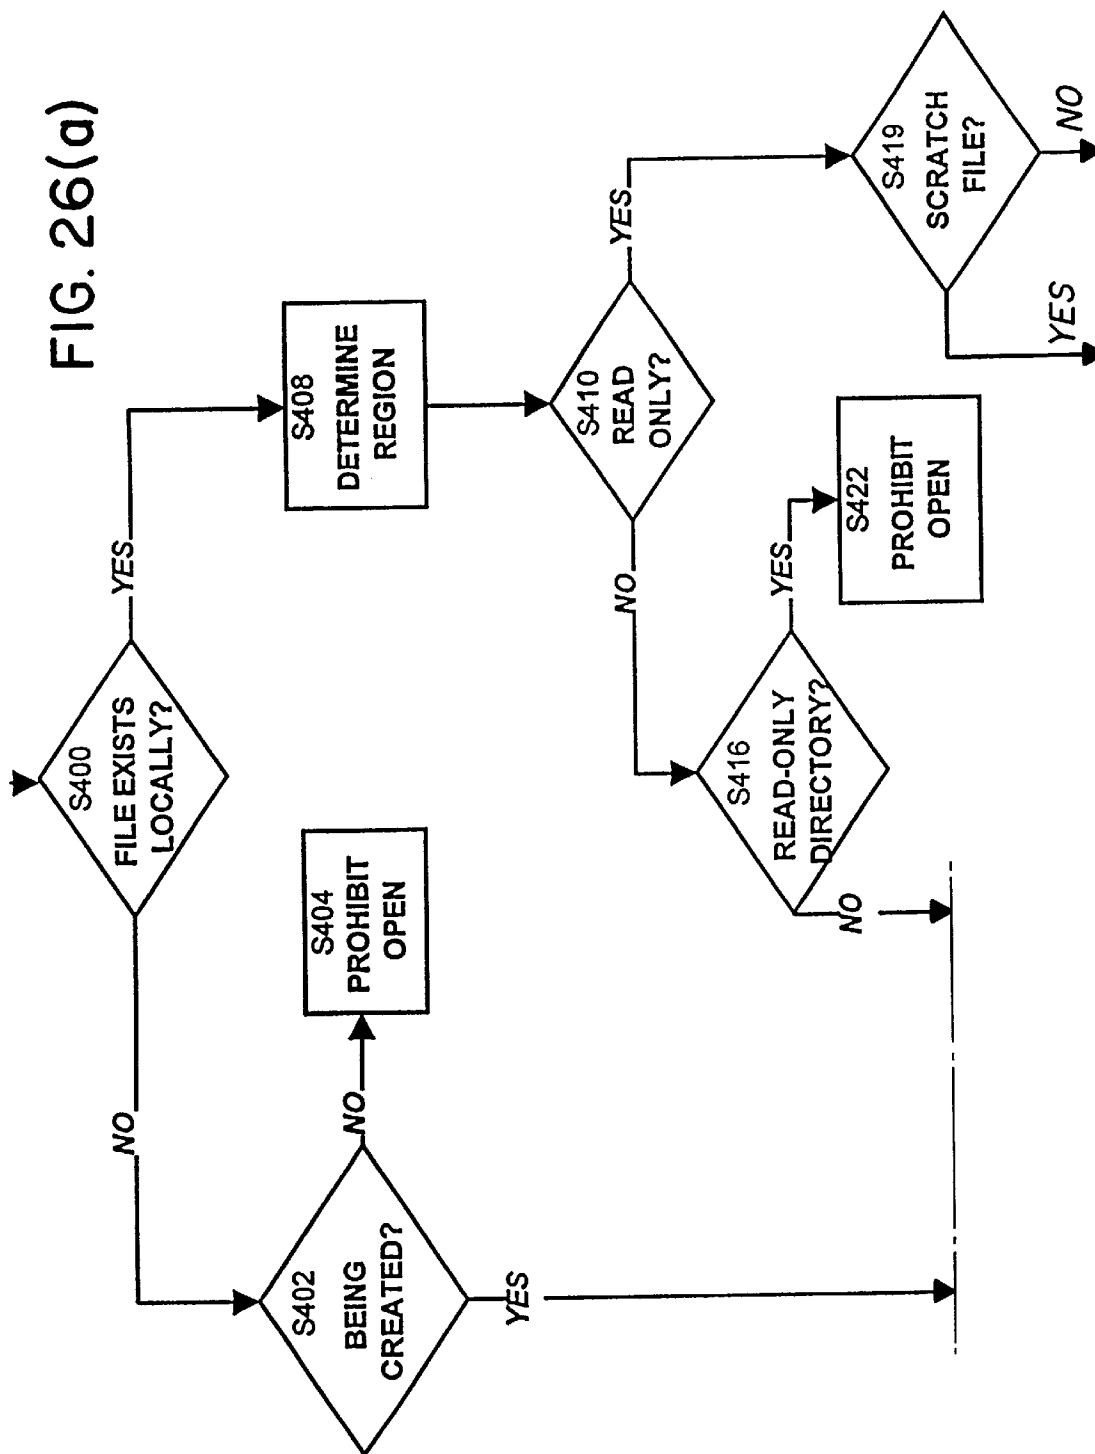 FIG. 26(a)
S400
FILE EXISTS
LOCALLY?
NO
YES
S402
BEING
CREATED?
NO
YES
S404
PROHIBIT
OPEN
S408
DETERMINE
REGION
S410
READ
ONLY?
NO
YES
S416
READ-ONLY
DIRECTORY?
NO
YES
S422
PROHIBIT
OPEN
S419
SCRATCH
FILE?
YES
NO